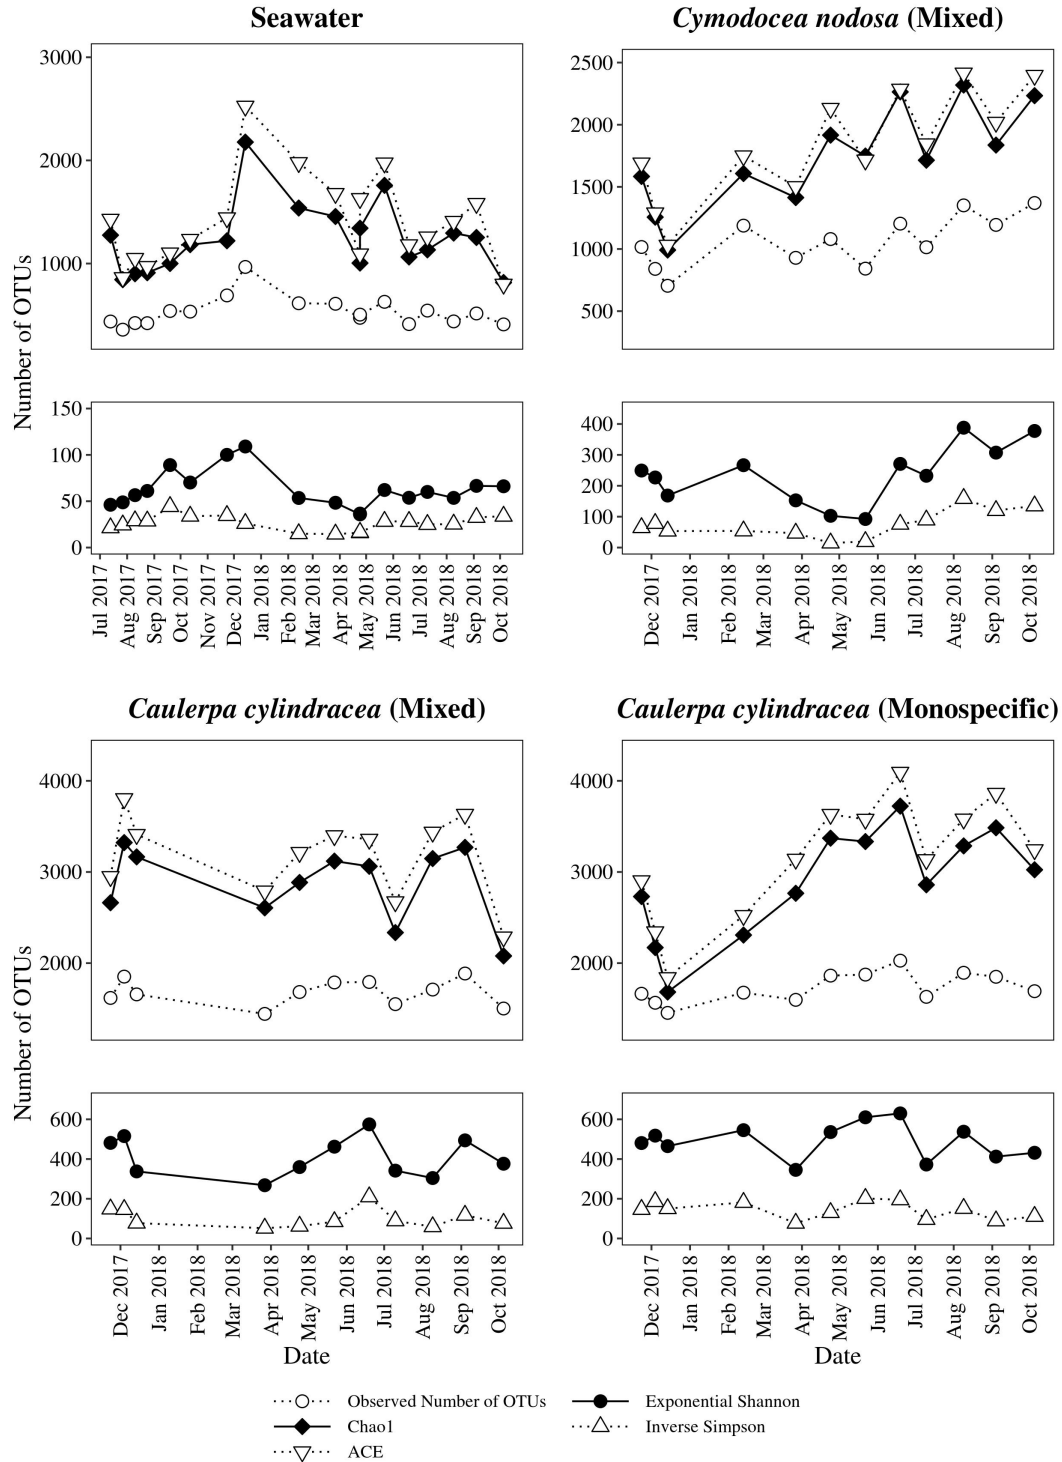 Seawater
Cymodocea nodosa (Mixed)
Number of OTUs
3000
2000
1000
2500
2000
1500
1000
500
150
100
50
0
400
300
200
100
0
Jul 2017
Aug 2017
Sep 2017
Oct 2017
Nov 2017
Dec 2017
Jan 2018
Feb 2018
Mar 2018
Apr 2018
May 2018
Jun 2018
Jul 2018
Aug 2018
Sep 2018
Oct 2018
Dec 2017
Jan 2018
Feb 2018
Mar 2018
Apr 2018
May 2018
Jun 2018
Jul 2018
Aug 2018
Sep 2018
Oct 2018
Caulerpa cylindracea (Mixed)
Caulerpa cylindracea (Monospecific)
Number of OTUs
4000
3000
2000
4000
3000
2000
600
400
200
0
600
400
200
0
Dec 2017
Jan 2018
Feb 2018
Mar 2018
Apr 2018
May 2018
Jun 2018
Jul 2018
Aug 2018
Sep 2018
Oct 2018
Dec 2017
Jan 2018
Feb 2018
Mar 2018
Apr 2018
May 2018
Jun 2018
Jul 2018
Aug 2018
Sep 2018
Oct 2018
Date
Date
Observed Number of OTUs
Chao1
ACE
Exponential Shannon
Inverse Simpson